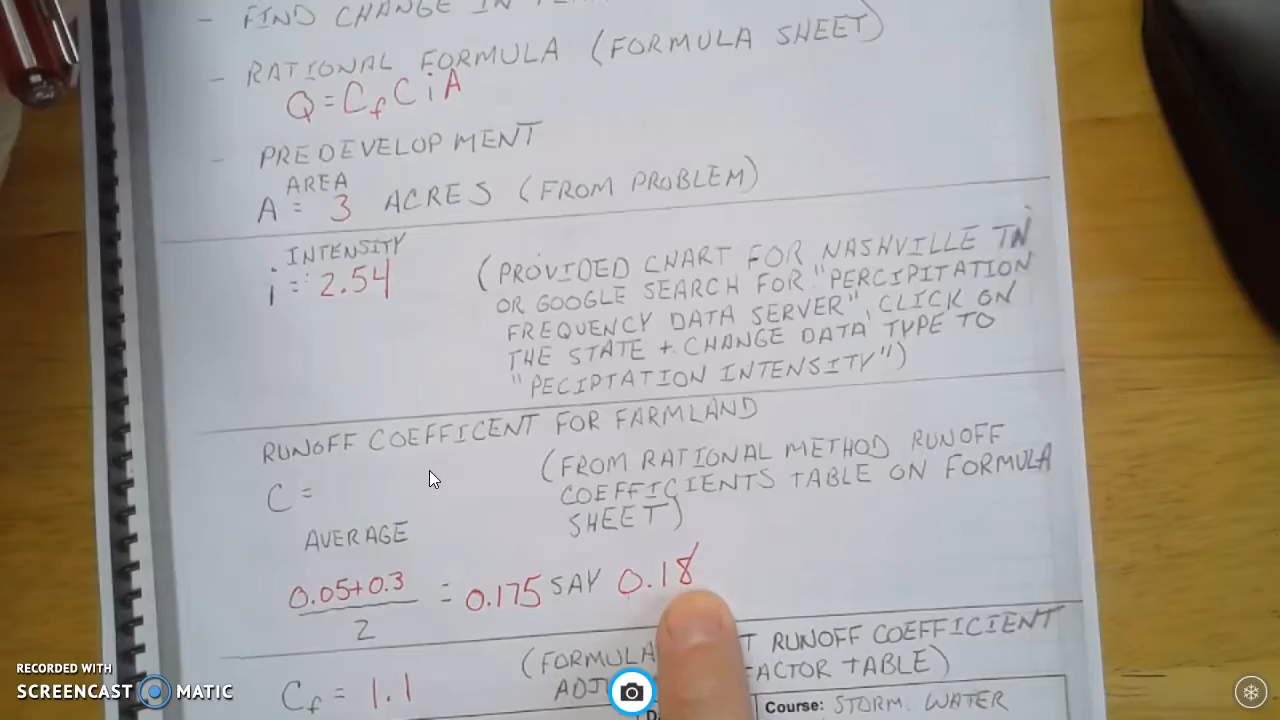 - FIND CHANGE IN
- RATIONAL FORMULA (FORMULA SHEET)
Q = Cf C i A
- PREDEVELOPMENT
AREA
A = 3 ACRES (FROM PROBLEM)
INTENSITY
i = 2.54
(PROVIDED CHART FOR NASHVILLE TN
OR GOOGLE SEARCH FOR "PERCIPITATION
FREQUENCY DATA SERVER", CLICK ON
THE STATE + CHANGE DATA TYPE TO
"PECIPTATION INTENSITY")
RUNOFF COEFFICENT FOR FARMLAND
C =
(FROM RATIONAL METHOD RUNOFF
COEFFICIENTS TABLE ON FORMULA
SHEET)
AVERAGE
0.05+0.3
2
= 0.175 SAY 0.18
Cf = 1.1
(FORMULA RUNOFF COEFFICIENT
FACTOR TABLE)
Course: STORM WATER
RECORDED WITH
SCREENCAST MATIC